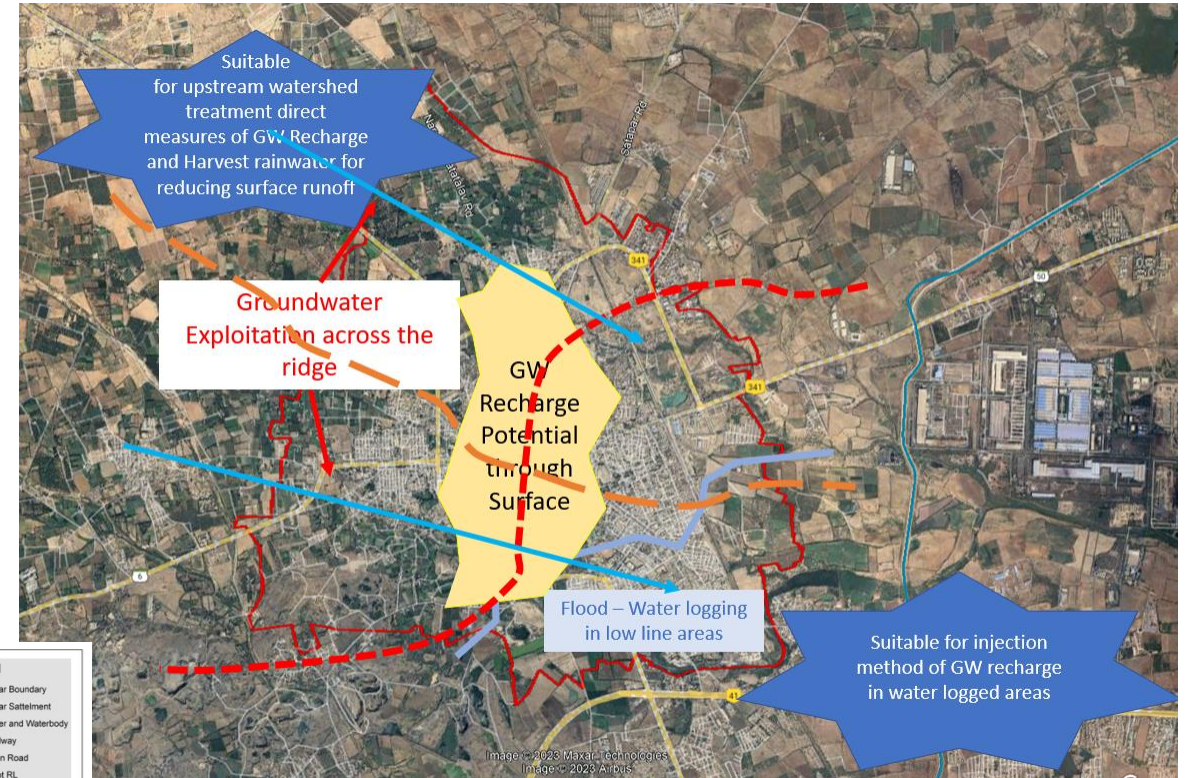 Suitable
for upstream watershed
treatment direct
measures of GW Recharge
and Harvest rainwater for
reducing surface runoff
Satapar Rd
Rd
341
50
Groundwater
Exploitation across the
ridge
GW
Recharge
Potential
through
Surface
341
6
Flood – Water logging
in low line areas
Suitable for injection
method of GW recharge
in water logged areas
41
ar Boundary
ar Sattelment
er and Waterbody
lway
n Road
t RL
Image © 2023 Maxar Technologies
Image © 2023 Airbus